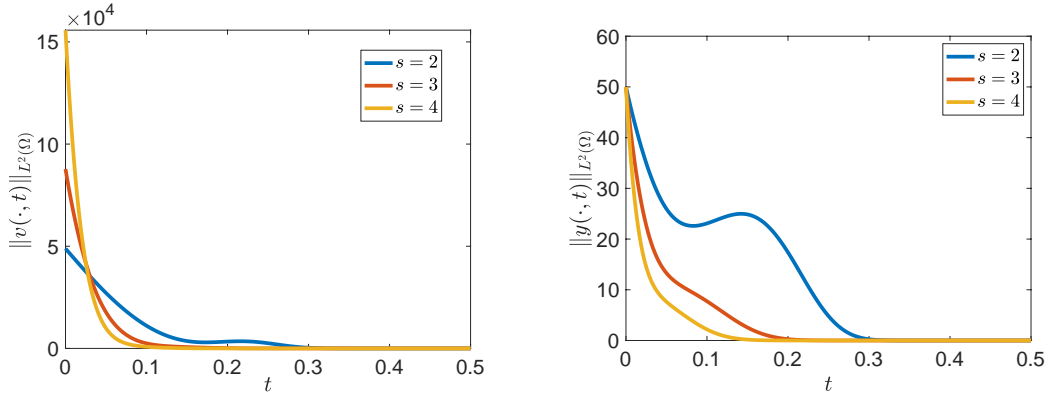 ×10⁴
15
10
5
0
0 0.1 0.2 0.3 0.4 0.5
t
||v(·, t)||_{L²(Ω)}
s = 2
s = 3
s = 4
60
50
40
30
20
10
0
0 0.1 0.2 0.3 0.4 0.5
t
||y(·, t)||_{L²(Ω)}
s = 2
s = 3
s = 4